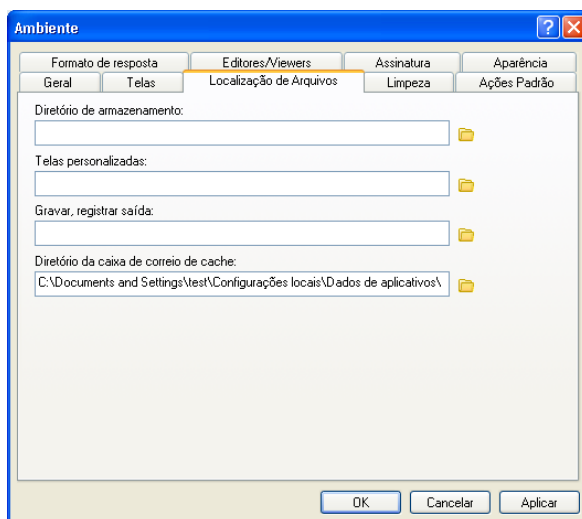 Ambiente
Formato de resposta Editores/Viewers Assinatura Aparência
Geral Telas Localização de Arquivos Limpeza Ações Padrão
Diretório de armazenamento:
Telas personalizadas:
Gravar, registrar saída:
Diretório da caixa de correio de cache:
C:\Documents and Settings\test\Configurações locais\Dados de aplicativos\
OK Cancelar Aplicar